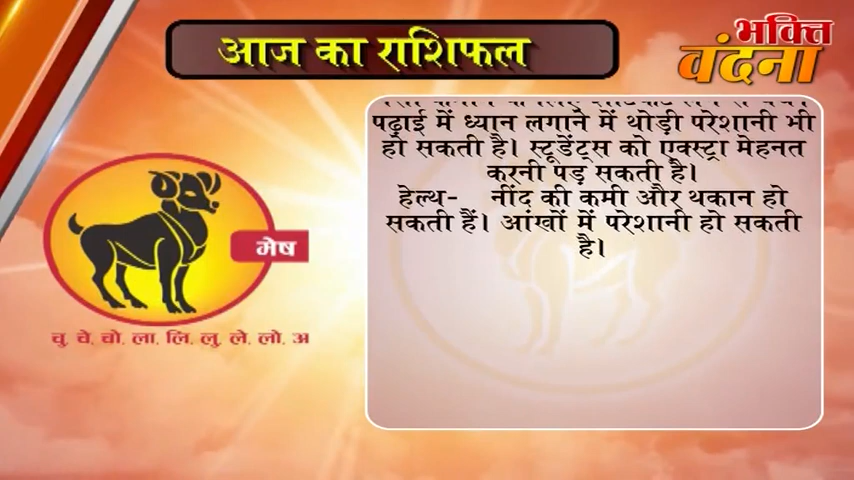 आज का राशिफल
भक्ति
वंदना
पढ़ाई में ध्यान लगाने में थोड़ी परेशानी भी
हो सकती है। स्टूडेंट्स को एक्स्ट्रा मेहनत
करनी पड़ सकती है।
हेल्थ- नींद की कमी और थकान हो
सकती हैं। आंखों में परेशानी हो सकती
है।
मेष
चु, चे, चो, ला, लि, लु, ले, लो, अ